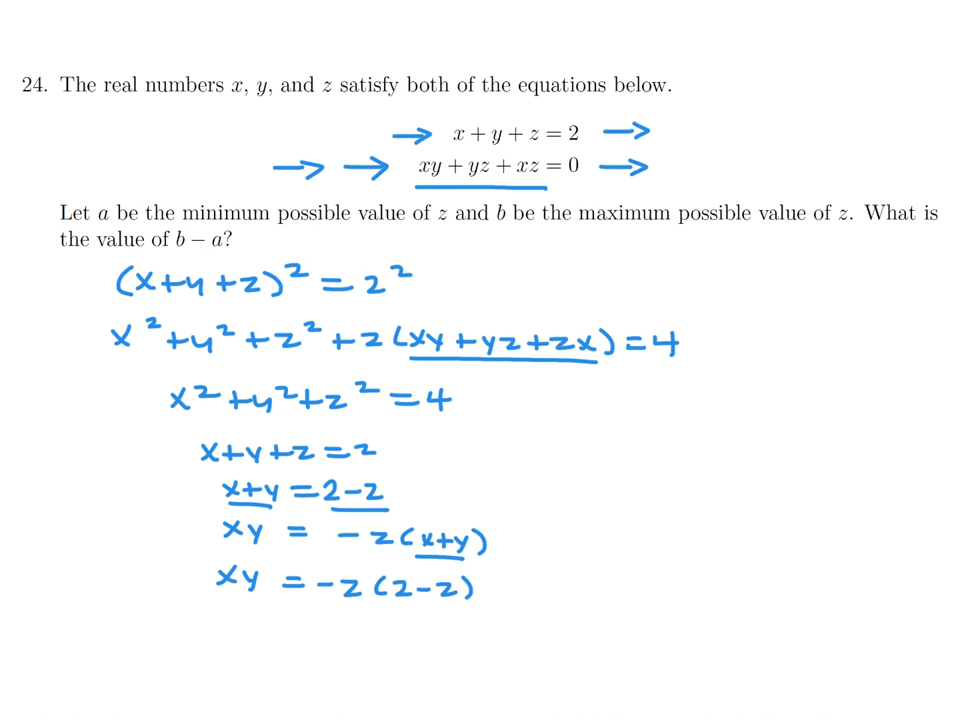 24. The real numbers x, y, and z satisfy both of the equations below.
x + y + z = 2
xy + yz + xz = 0
Let a be the minimum possible value of z and b be the maximum possible value of z. What is
the value of b − a?
(x+y+z)² = 2²
x² + y² + z² + 2(xy+yz+zx) = 4
x² + y² + z² = 4
x+y+z = 2
x+y = 2-z
xy = -z(x+y)
xy = -z(2-z)